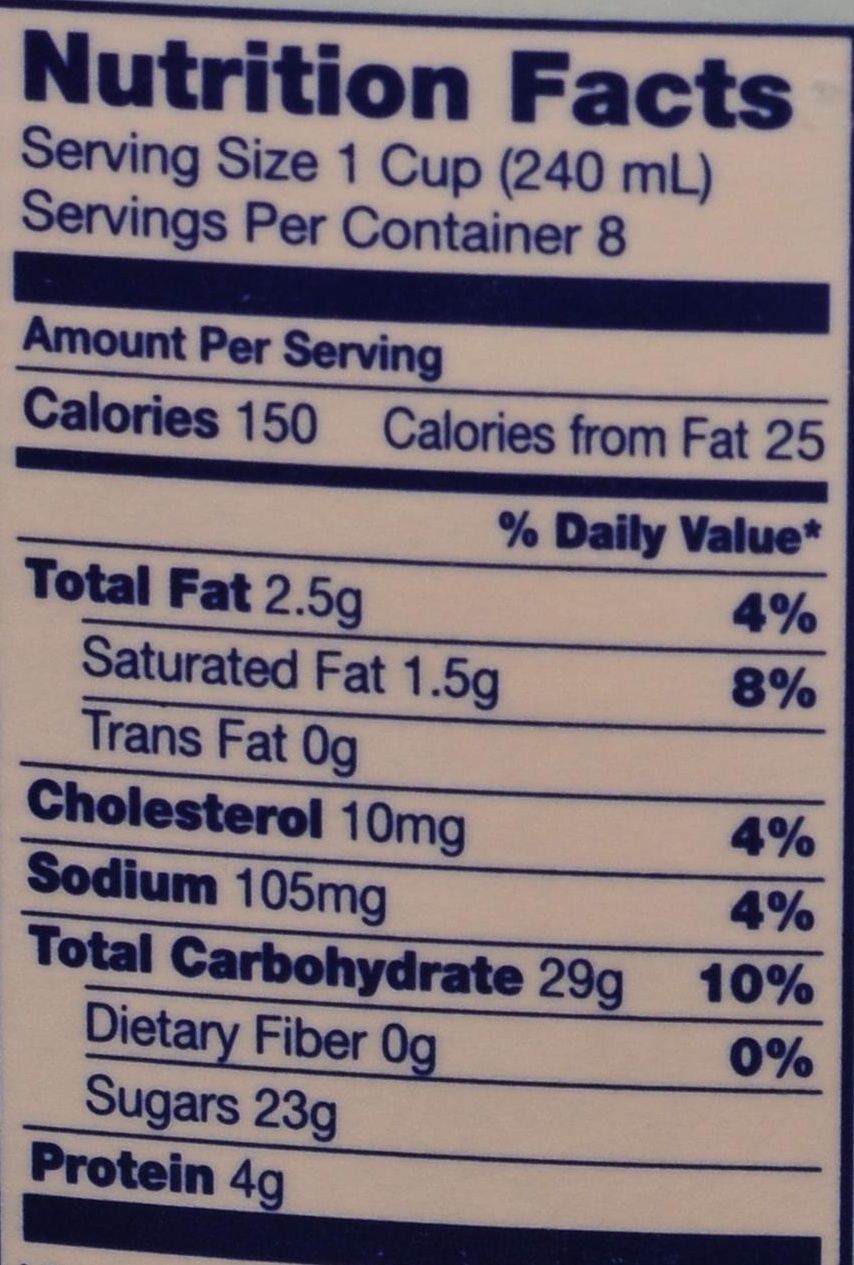 Nutrition Facts
Serving Size 1 Cup (240 mL)
Servings Per Container 8
Amount Per Serving
Calories 150 Calories from Fat 25
% Daily Value*
Total Fat 2.5g 4%
Saturated Fat 1.5g 8%
Trans Fat 0g
Cholesterol 10mg 4%
Sodium 105mg 4%
Total Carbohydrate 29g 10%
Dietary Fiber 0g 0%
Sugars 23g
Protein 4g